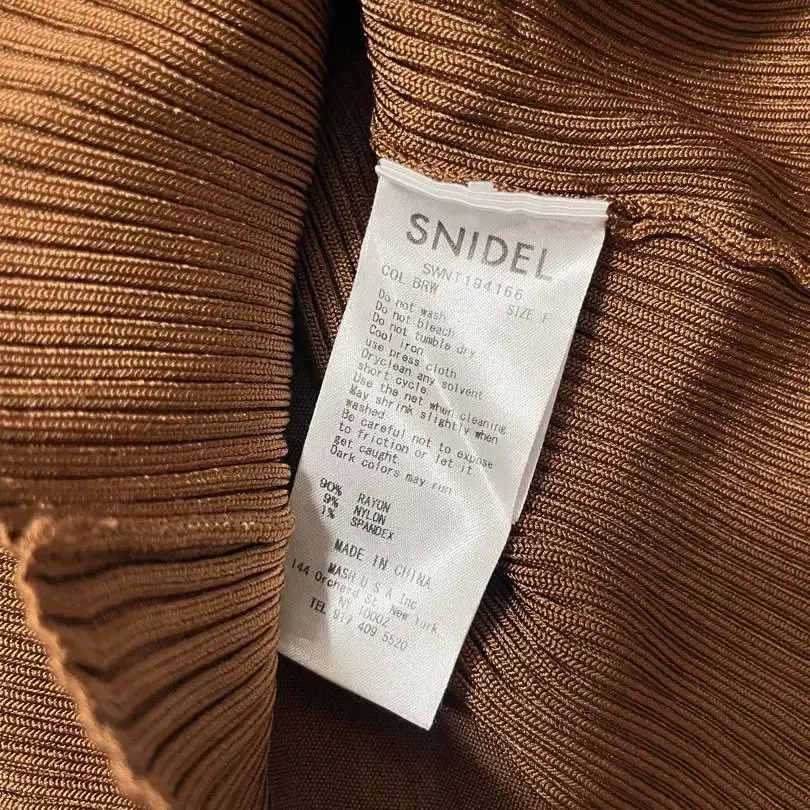 SNIDEL
SWNT184166
COL BRW SIZE F
Do not wash
Do not bleach
Do not tumble dry
Cool iron
use press cloth
Dryclean any solvent
short cycle
Use the net when cleaning
May shrink slightly when
washed
Be careful not to expose
to friction or let it
get caught
Dark colors may run
90% RAYON
9% NYLON
1% SPANDEX
MADE IN CHINA
MASH U S A Inc.
144 Orcherd St, New York,
NY 10002
TEL 917 409 5520